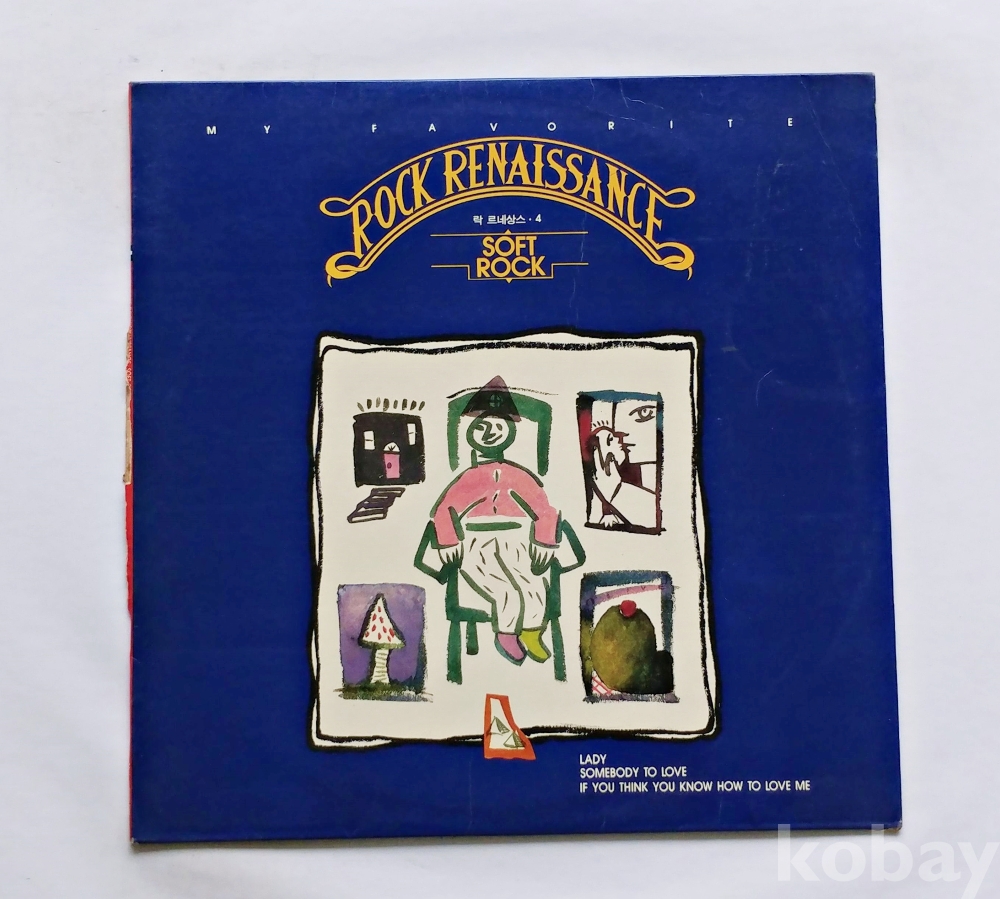 MY FAVORITE
ROCK RENAISSANCE
락 르네상스 · 4
SOFT
ROCK
LADY
SOMEBODY TO LOVE
IF YOU THINK YOU KNOW HOW TO LOVE ME
kobay